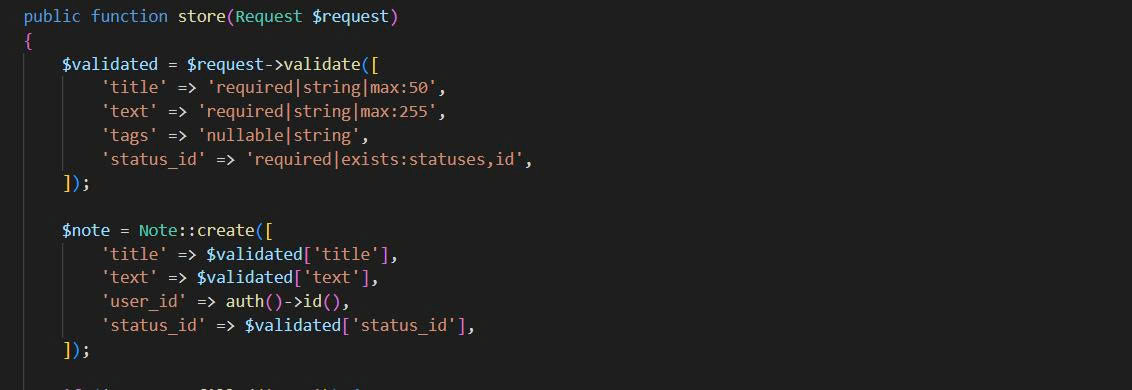 public function store(Request $request)
{
    $validated = $request->validate([
        'title' => 'required|string|max:50',
        'text' => 'required|string|max:255',
        'tags' => 'nullable|string',
        'status_id' => 'required|exists:statuses,id',
    ]);

    $note = Note::create([
        'title' => $validated['title'],
        'text' => $validated['text'],
        'user_id' => auth()->id(),
        'status_id' => $validated['status_id'],
    ]);